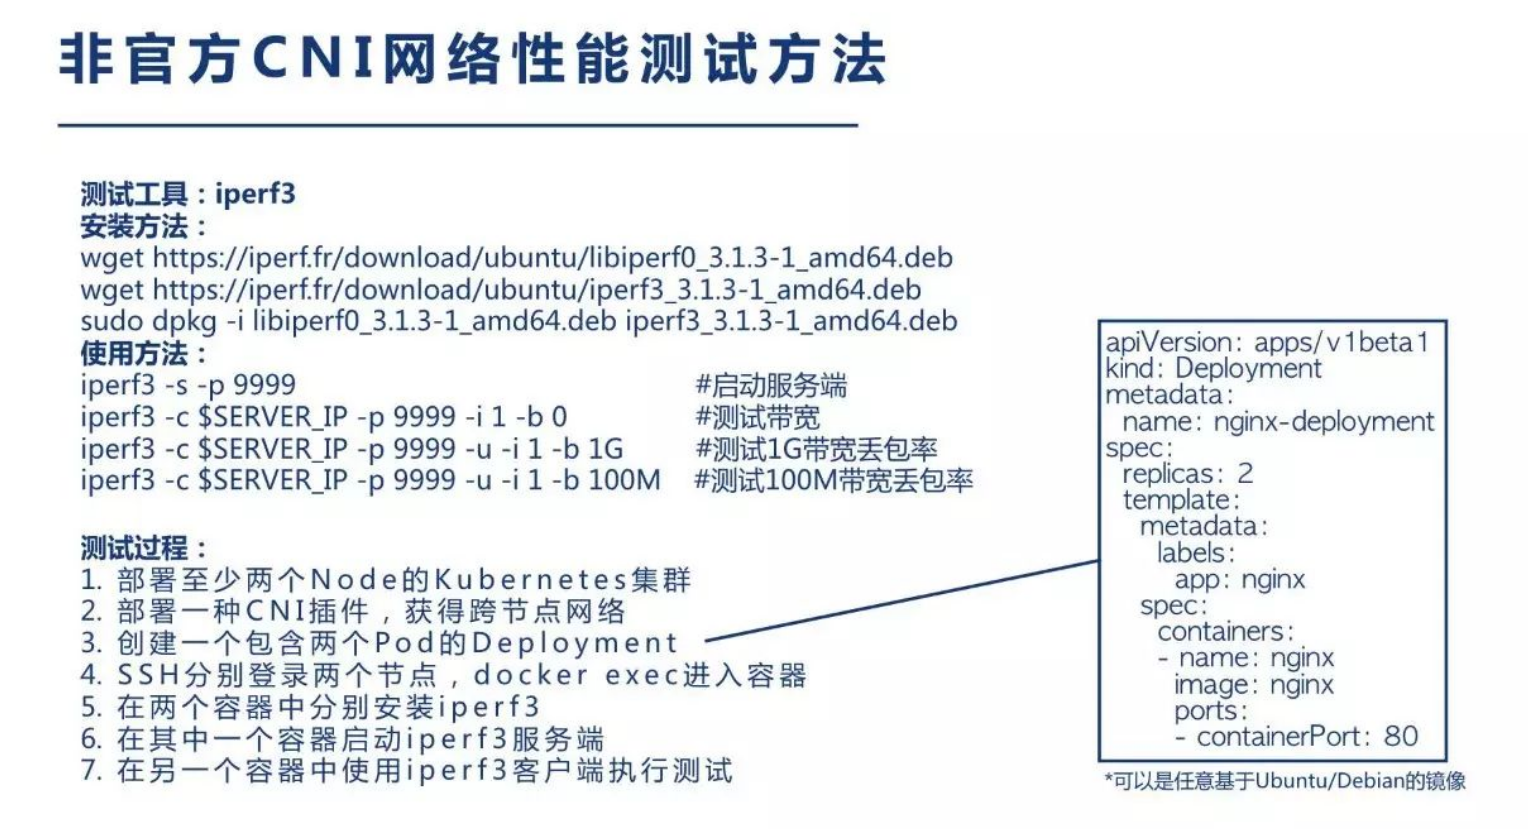 非官方CNI网络性能测试方法
测试工具：iperf3
安装方法：
wget https://iperf.fr/download/ubuntu/libiperf0_3.1.3-1_amd64.deb
wget https://iperf.fr/download/ubuntu/iperf3_3.1.3-1_amd64.deb
sudo dpkg -i libiperf0_3.1.3-1_amd64.deb iperf3_3.1.3-1_amd64.deb
使用方法：
iperf3 -s -p 9999 #启动服务端
iperf3 -c $SERVER_IP -p 9999 -i 1 -b 0 #测试带宽
iperf3 -c $SERVER_IP -p 9999 -u -i 1 -b 1G #测试1G带宽丢包率
iperf3 -c $SERVER_IP -p 9999 -u -i 1 -b 100M #测试100M带宽丢包率
测试过程：
1. 部署至少两个Node的Kubernetes集群
2. 部署一种CNI插件，获得跨节点网络
3. 创建一个包含两个Pod的Deployment
4. SSH分别登录两个节点，docker exec进入容器
5. 在两个容器中分别安装iperf3
6. 在其中一个容器启动iperf3服务端
7. 在另一个容器中使用iperf3客户端执行测试
apiVersion: apps/v1beta1
kind: Deployment
metadata:
  name: nginx-deployment
spec:
  replicas: 2
  template:
    metadata:
      labels:
        app: nginx
    spec:
      containers:
      - name: nginx
        image: nginx
        ports:
        - containerPort: 80
*可以是任意基于Ubuntu/Debian的镜像